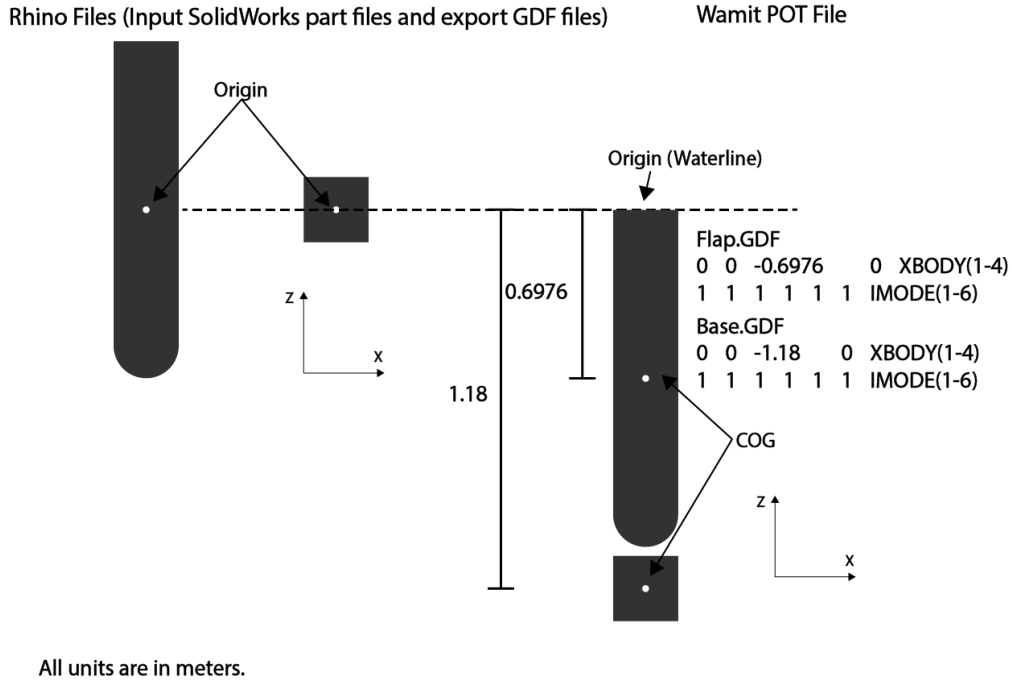 Rhino Files (Input SolidWorks part files and export GDF files)
Wamit POT File
Origin
Origin (Waterline)
Flap.GDF
0 0 -0.6976 0 XBODY(1-4)
1 1 1 1 1 1 IMODE(1-6)
Base.GDF
0 0 -1.18 0 XBODY(1-4)
1 1 1 1 1 1 IMODE(1-6)
0.6976
z
x
1.18
COG
z
x
All units are in meters.